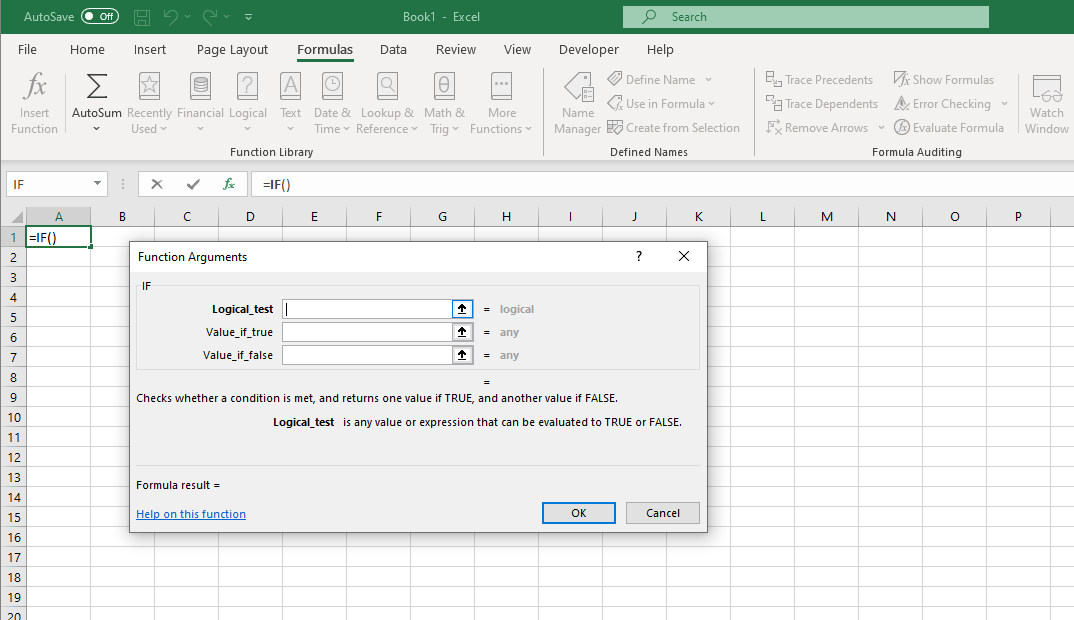 AutoSave Off Book1 - Excel Search
File Home Insert Page Layout Formulas Data Review View Developer Help
fx Σ ? A θ
Insert Function
AutoSum
Recently Used
Financial
Logical
Text
Date & Time
Lookup & Reference
Math & Trig
More Functions
Function Library
Name Manager
Define Name
Use in Formula
Create from Selection
Defined Names
Trace Precedents
Trace Dependents
Remove Arrows
Show Formulas
Error Checking
Evaluate Formula
Formula Auditing
Watch Window
IF fx =IF()
A B C D E F G H I J K L M N O P
1 =IF()
2
3
4
5
6
7
8
9
10
11
12
13
14
15
16
17
18
19
20
Function Arguments ?
IF
Logical_test = logical
Value_if_true = any
Value_if_false = any
=
Checks whether a condition is met, and returns one value if TRUE, and another value if FALSE.
Logical_test is any value or expression that can be evaluated to TRUE or FALSE.
Formula result =
Help on this function OK Cancel